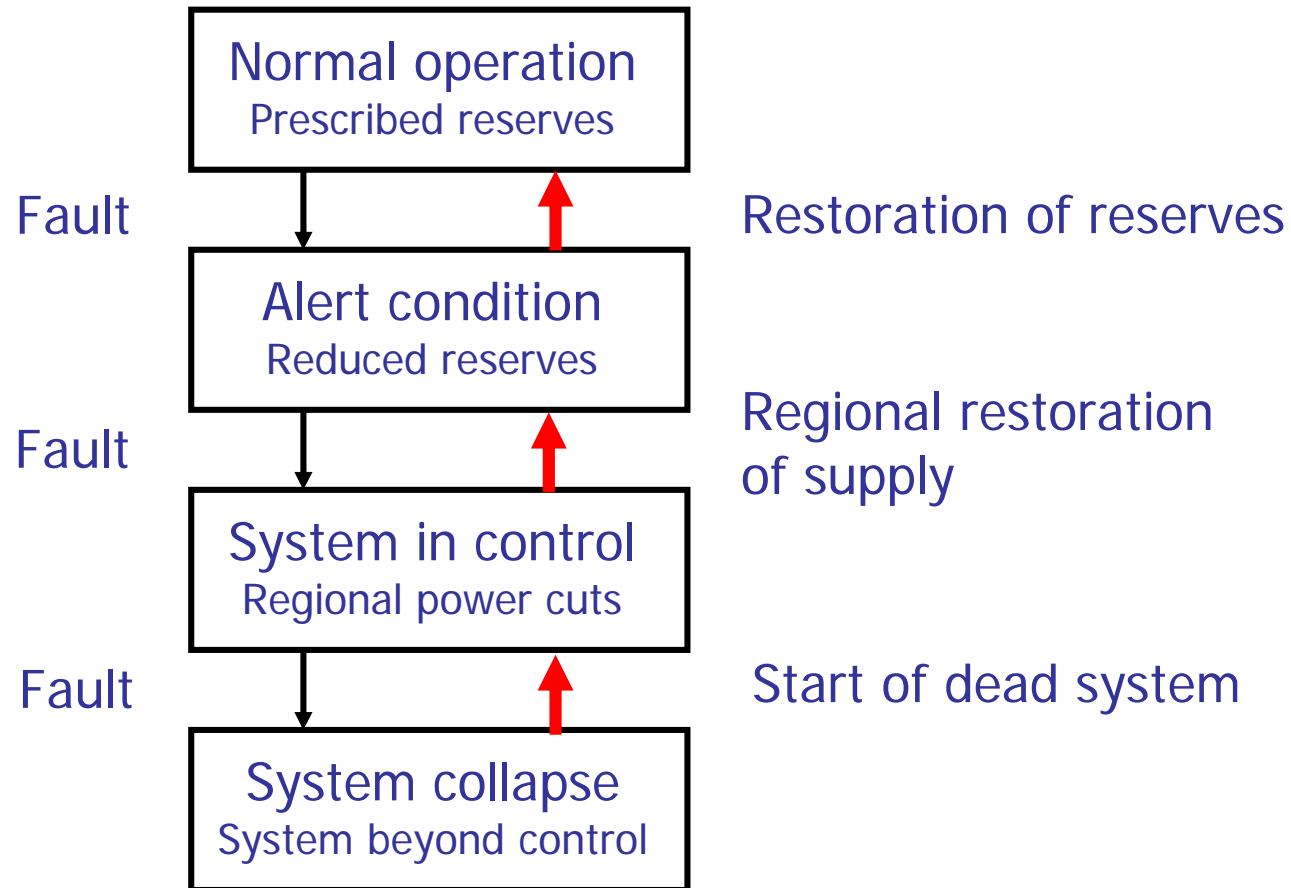 Normal operation
Prescribed reserves
Fault
Restoration of reserves
Alert condition
Reduced reserves
Fault
Regional restoration
of supply
System in control
Regional power cuts
Fault
Start of dead system
System collapse
System beyond control